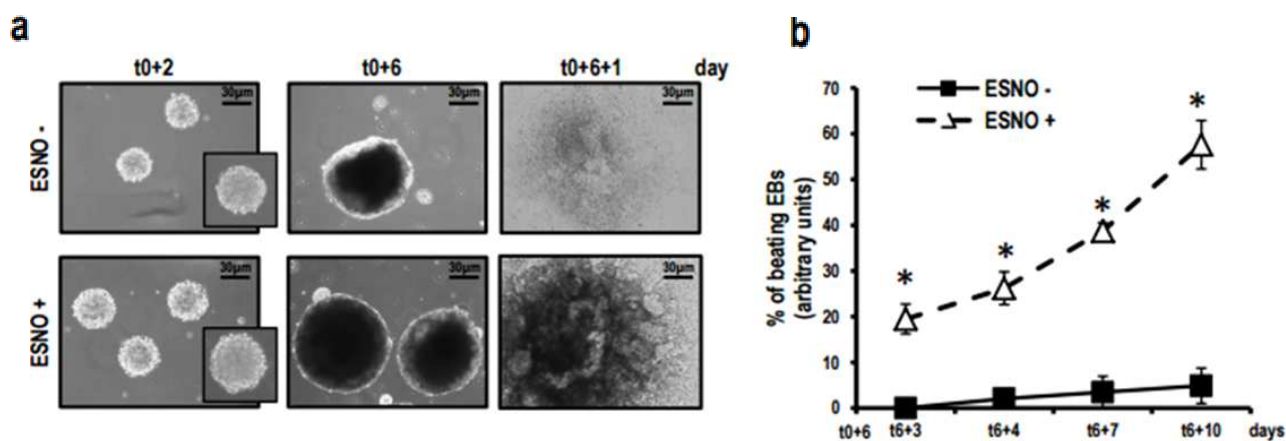 a
t0+2 t0+6 t0+6+1 day
ESNO -
30µm 30µm 30µm
ESNO +
30µm 30µm 30µm
b
ESNO -
ESNO +
% of beating EBs
(arbitrary units)
70
60
50
40
30
20
10
0
* * * *
t0+6 t6+3 t6+4 t6+7 t6+10 days